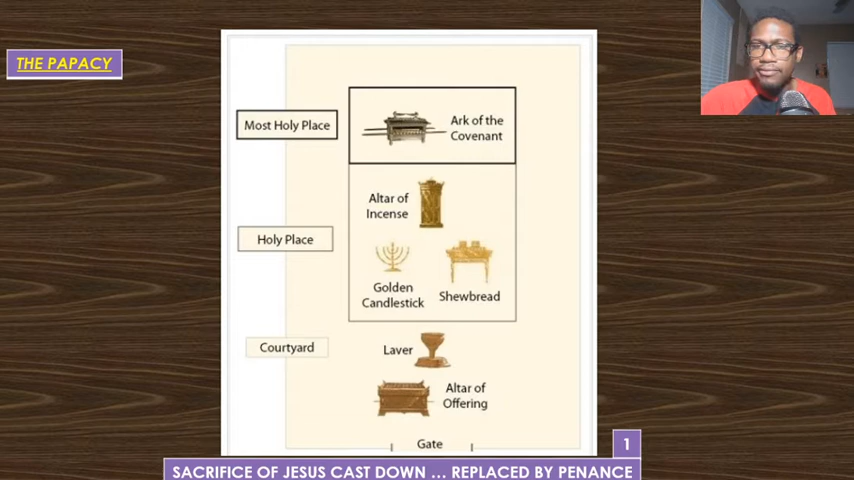 THE PAPACY
Most Holy Place
Ark of the
Covenant
Altar of
Incense
Holy Place
Golden
Candlestick
Shewbread
Courtyard
Laver
Altar of
Offering
Gate
1
SACRIFICE OF JESUS CAST DOWN ... REPLACED BY PENANCE